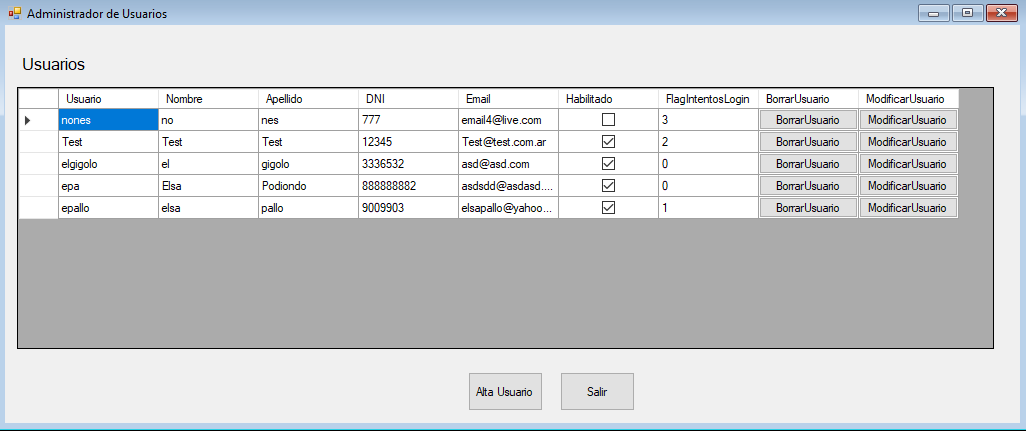 Administrador de Usuarios
Usuarios
Usuario Nombre Apellido DNI Email Habilitado FlagIntentosLogin BorrarUsuario ModificarUsuario
nones no nes 777 email4@live.com 3 BorrarUsuario ModificarUsuario
Test Test Test 12345 Test@test.com.ar 2 BorrarUsuario ModificarUsuario
elgigolo el gigolo 3336532 asd@asd.com 0 BorrarUsuario ModificarUsuario
epa Elsa Podiondo 888888882 asdsdd@asdasd.... 0 BorrarUsuario ModificarUsuario
epallo elsa pallo 9009903 elsapallo@yahoo... 1 BorrarUsuario ModificarUsuario
Alta Usuario Salir